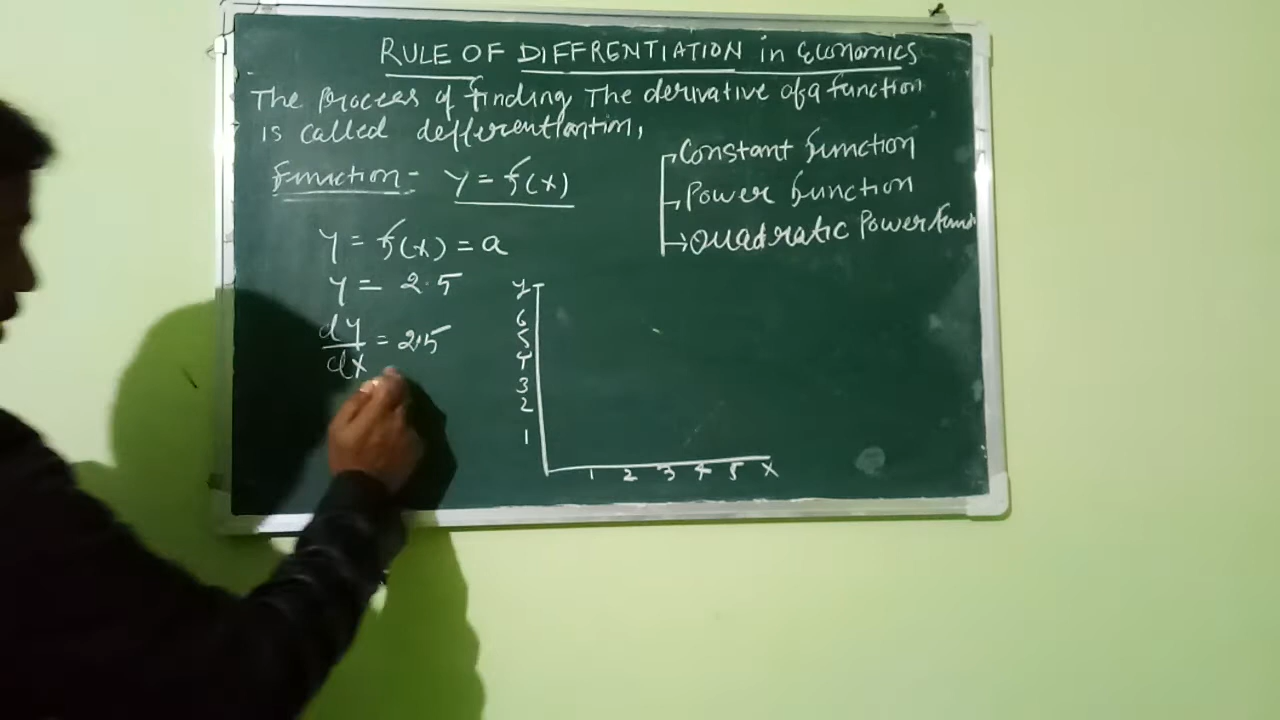 RULE OF DIFFRENTIATION in Economics
The process of finding The derivative of a function
is called defferentiantion,
function:- y = f(x)
Constant function
Power function
Quadratic Power func
y = f(x) = a
y = 2.5
dy/dx = 2.5
y
6
5
4
3
2
1
1 2 3 4 5 x